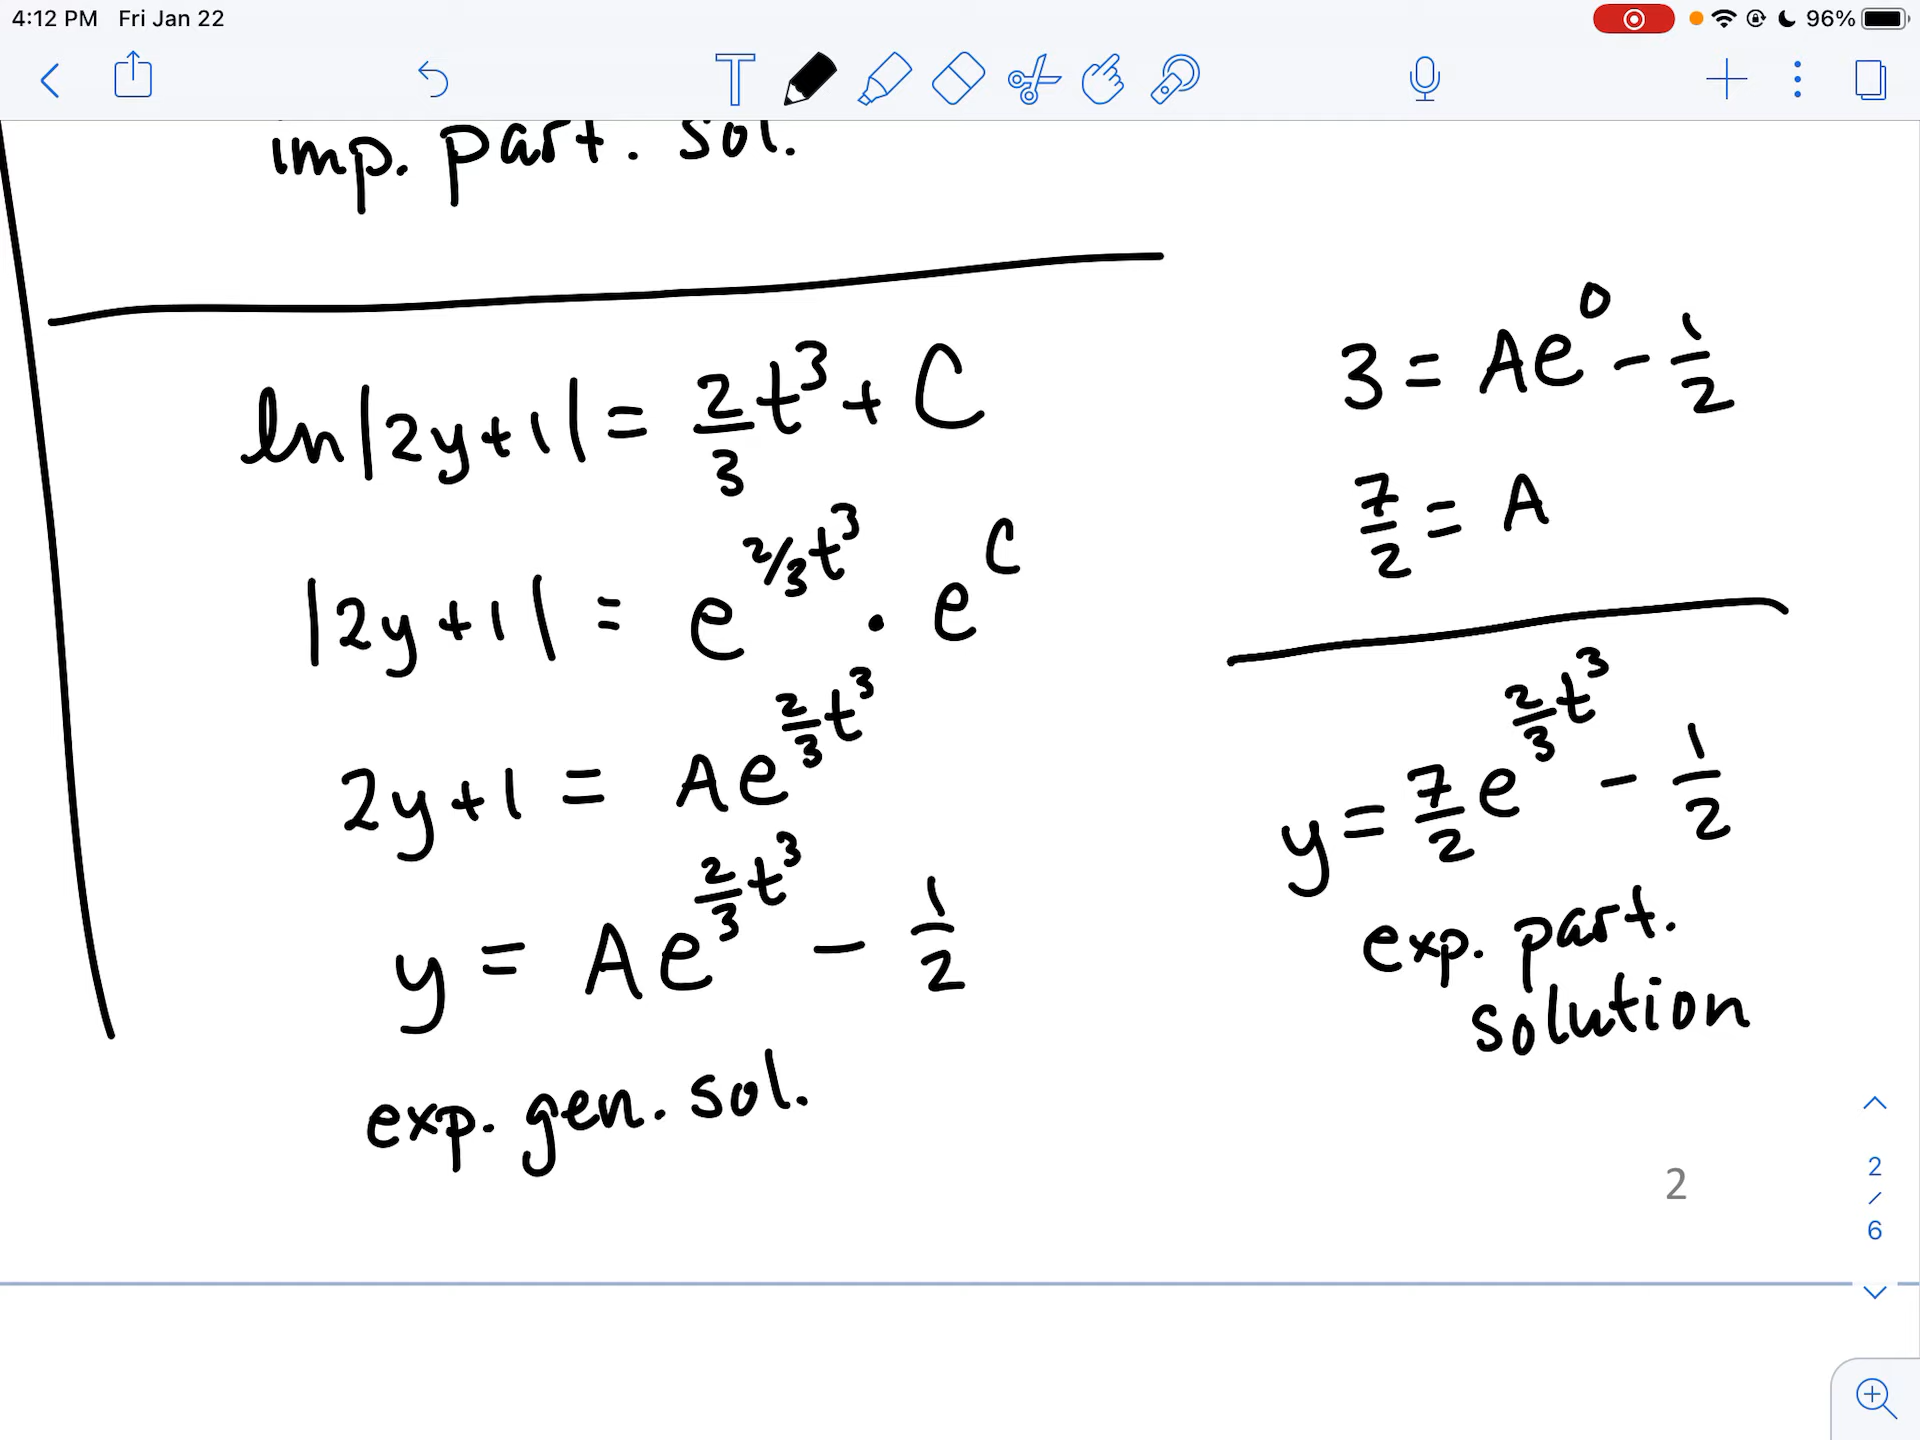 4:12 PM Fri Jan 22
96%
imp. part. sol.
ln|2y+1| = 2/3 t³ + C
|2y+1| = e^(2/3 t³) · e^C
2y+1 = Ae^(2/3 t³)
y = Ae^(2/3 t³) - 1/2
exp. gen. sol.
3 = Ae⁰ - 1/2
7/2 = A
y = 7/2 e^(2/3 t³) - 1/2
exp. part.
solution
2
2
/
6